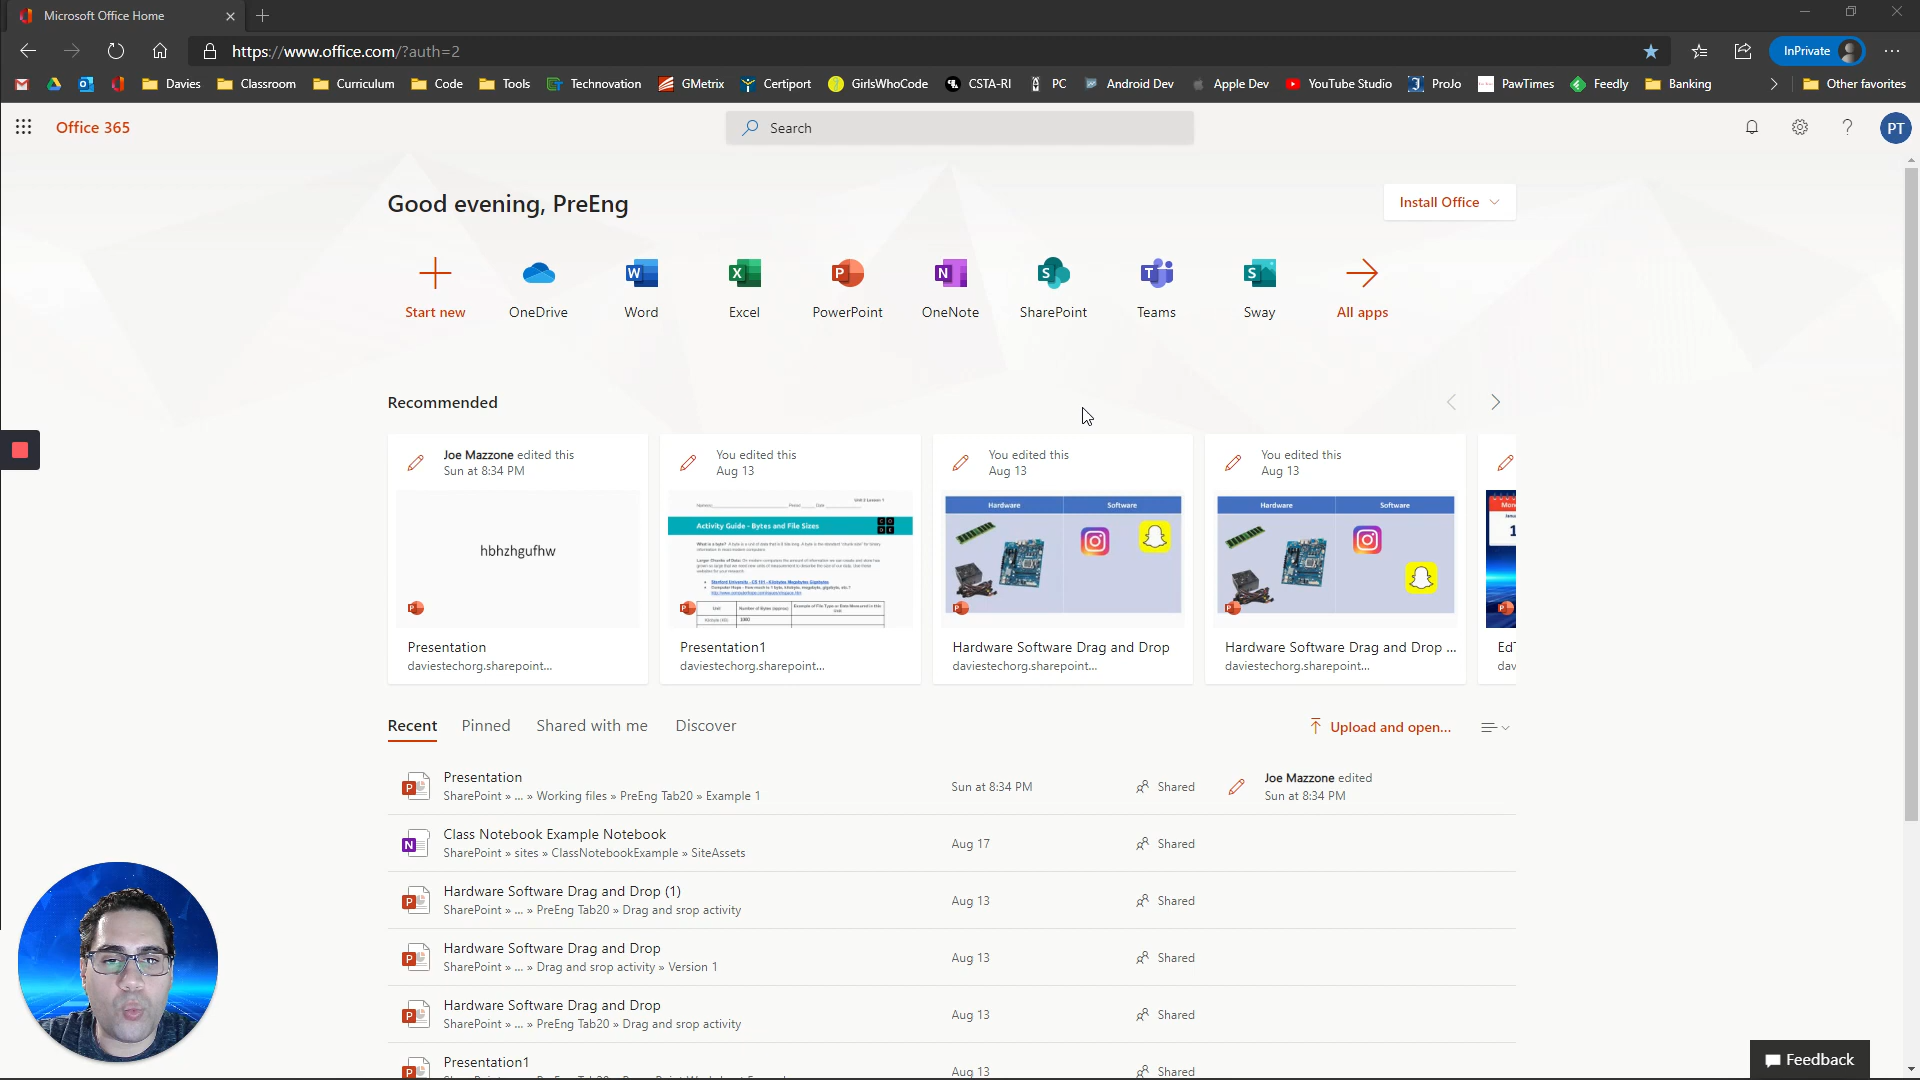 Microsoft Office Home
https://www.office.com/?auth=2
InPrivate
Davies Classroom Curriculum Code Tools Technovation GMetrix Certiport GirlsWhoCode CSTA-RI PC Android Dev Apple Dev YouTube Studio ProJo PawTimes Feedly Banking Other favorites
Office 365
Search
PT
Good evening, PreEng
Install Office
Start new OneDrive Word Excel PowerPoint OneNote SharePoint Teams Sway All apps
Recommended
Joe Mazzone edited this
Sun at 8:34 PM
hbhzhgufhw
Presentation
daviestechorg.sharepoint...
You edited this
Aug 13
Unit 2 Lesson 1
Activity Guide - Bytes and File Sizes
Presentation1
daviestechorg.sharepoint...
You edited this
Aug 13
Hardware Software
Hardware Software Drag and Drop
daviestechorg.sharepoint...
You edited this
Aug 13
Hardware Software
Hardware Software Drag and Drop ...
daviestechorg.sharepoint...
Recent Pinned Shared with me Discover
Upload and open...
Presentation
SharePoint » ... » Working files » PreEng Tab20 » Example 1
Sun at 8:34 PM
Shared
Joe Mazzone edited
Sun at 8:34 PM
Class Notebook Example Notebook
SharePoint » sites » ClassNotebookExample » SiteAssets
Aug 17
Shared
Hardware Software Drag and Drop (1)
SharePoint » ... » PreEng Tab20 » Drag and srop activity
Aug 13
Shared
Hardware Software Drag and Drop
SharePoint » ... » Drag and srop activity » Version 1
Aug 13
Shared
Hardware Software Drag and Drop
SharePoint » ... » PreEng Tab20 » Drag and srop activity
Aug 13
Shared
Presentation1
Aug 13
Shared
Feedback